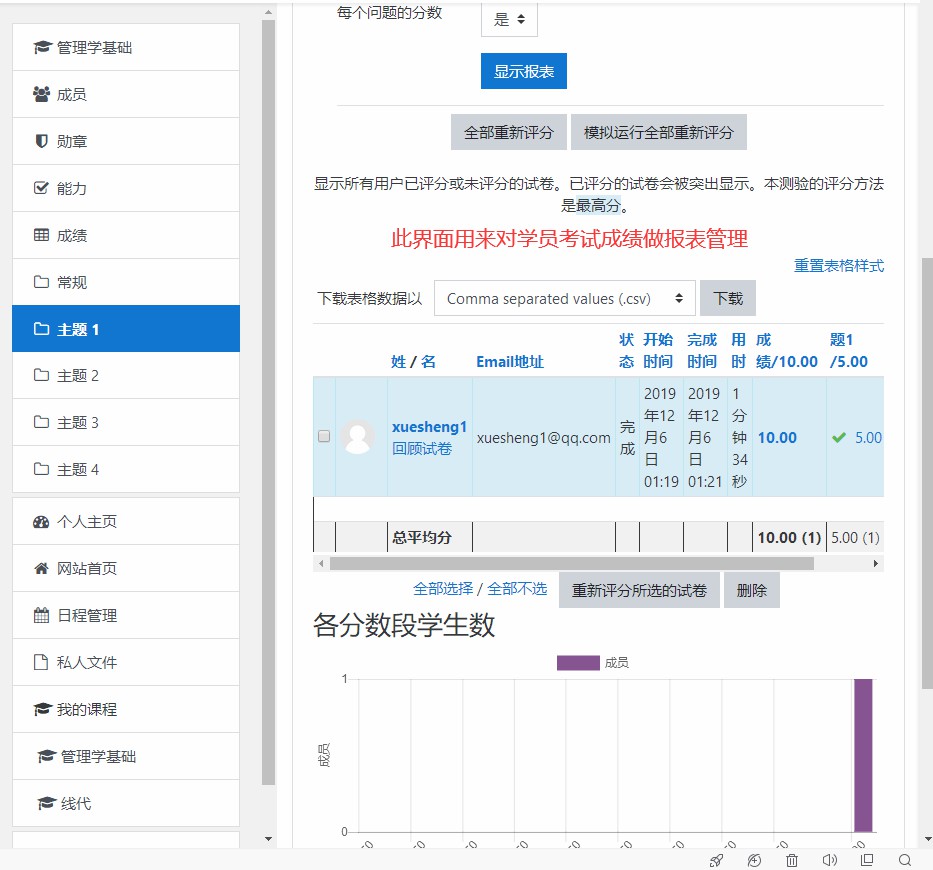 管理学基础
成员
勋章
能力
成绩
常规
主题 1
主题 2
主题 3
主题 4
个人主页
网站首页
日程管理
私人文件
我的课程
管理学基础
线代
每个问题的分数
是
显示报表
全部重新评分 模拟运行全部重新评分
显示所有用户已评分或未评分的试卷。已评分的试卷会被突出显示。本测验的评分方法
是最高分。
此界面用来对学员考试成绩做报表管理
重置表格样式
下载表格数据以 Comma separated values (.csv) 下载
姓 / 名
Email地址
状
态
开始
时间
完成
时间
用
时
成
绩/10.00
题1
/5.00
xuesheng1
回顾试卷
xuesheng1@qq.com
完
成
2019
年12
月6
日
01:19
2019
年12
月6
日
01:21
1
分
钟
34
秒
10.00
5.00
总平均分 10.00 (1) 5.00 (1)
全部选择 / 全部不选 重新评分所选的试卷 删除
各分数段学生数
成员
1
成员
0